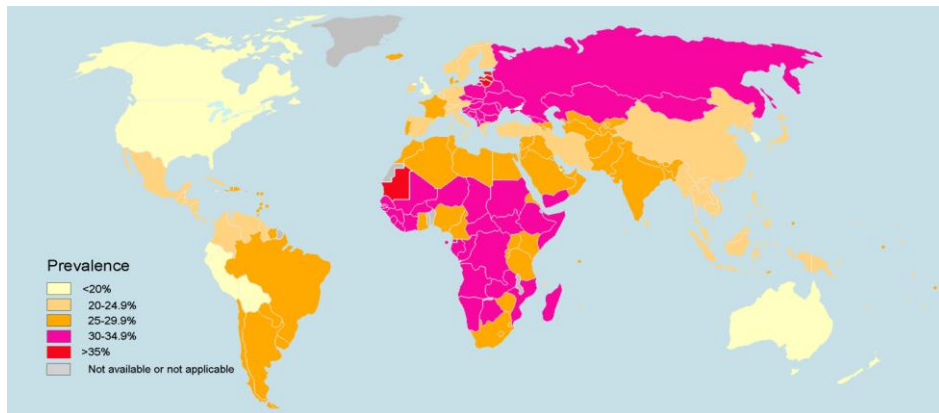 Prevalence
<20%
20-24.9%
25-29.9%
30-34.9%
>35%
Not available or not applicable